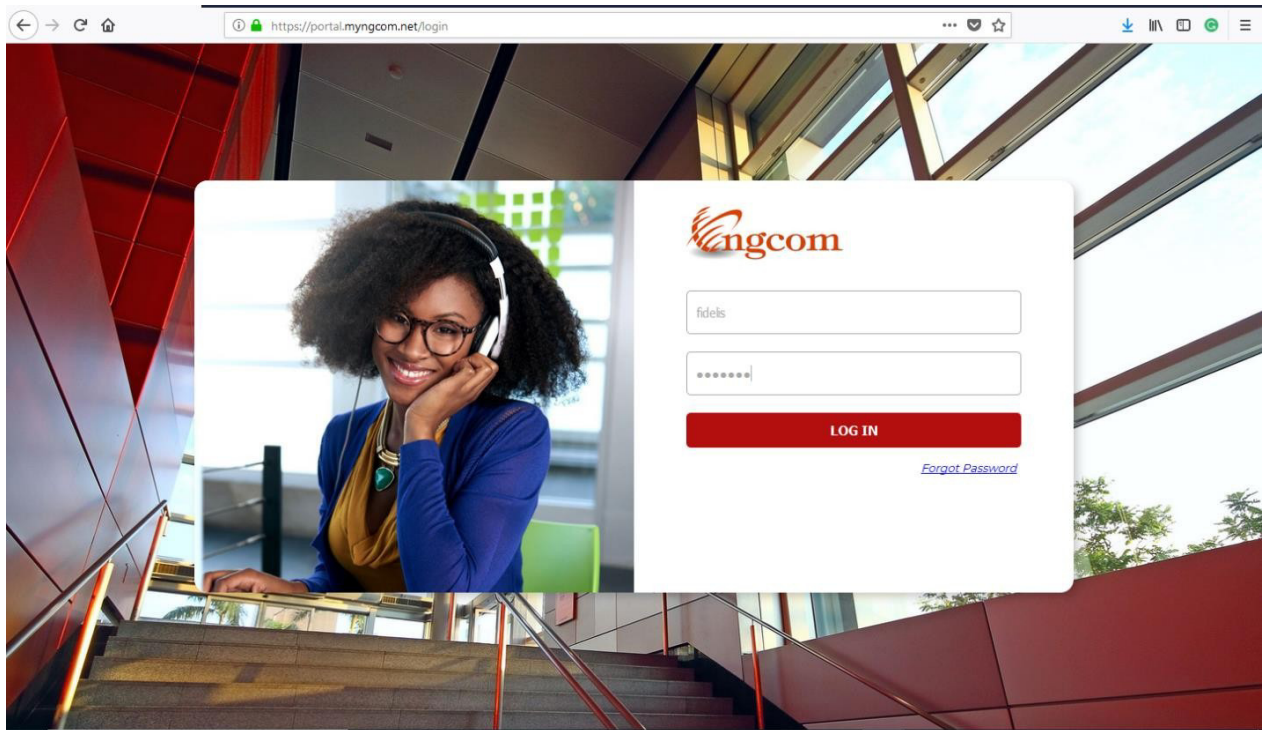 https://portal.myngcom.net/login
ngcom
fidelis
•••••••
LOG IN
Forgot Password